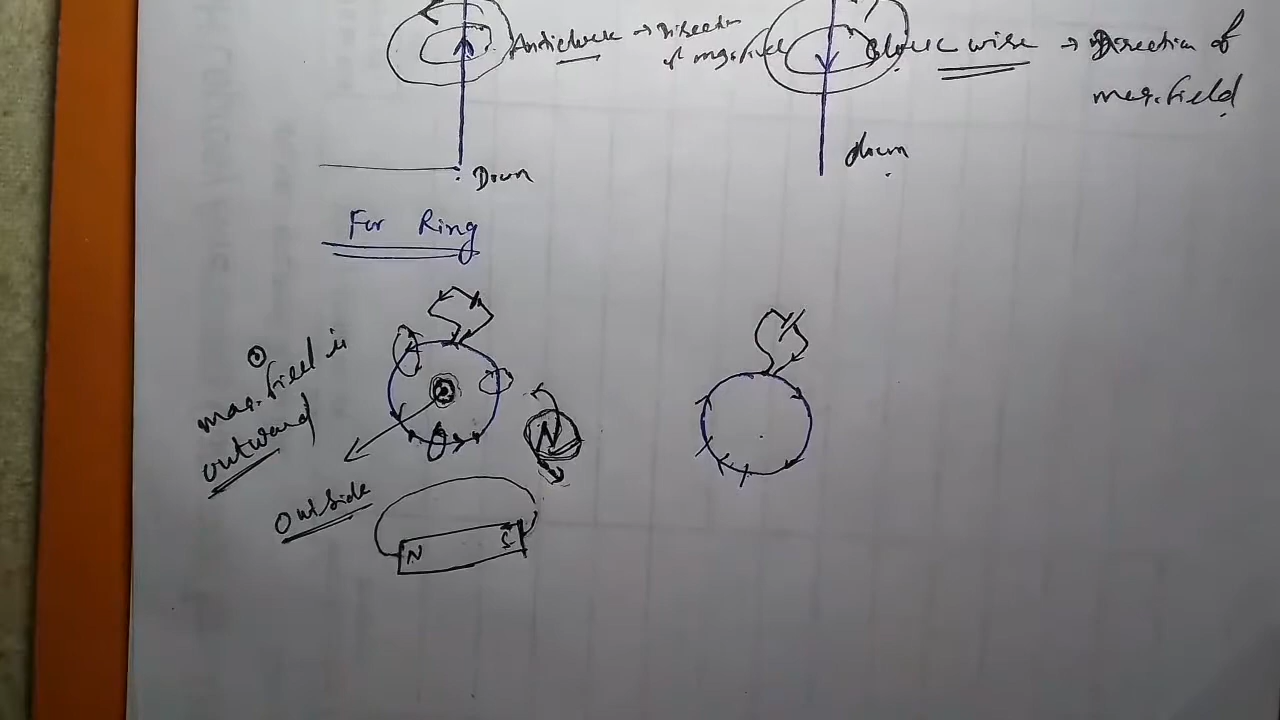 Anticlock → Direction
of mag. field
Clock wise → Direction of
mag. field
Down
down
For Ring
mag. field is
outward
outside
N
N
S